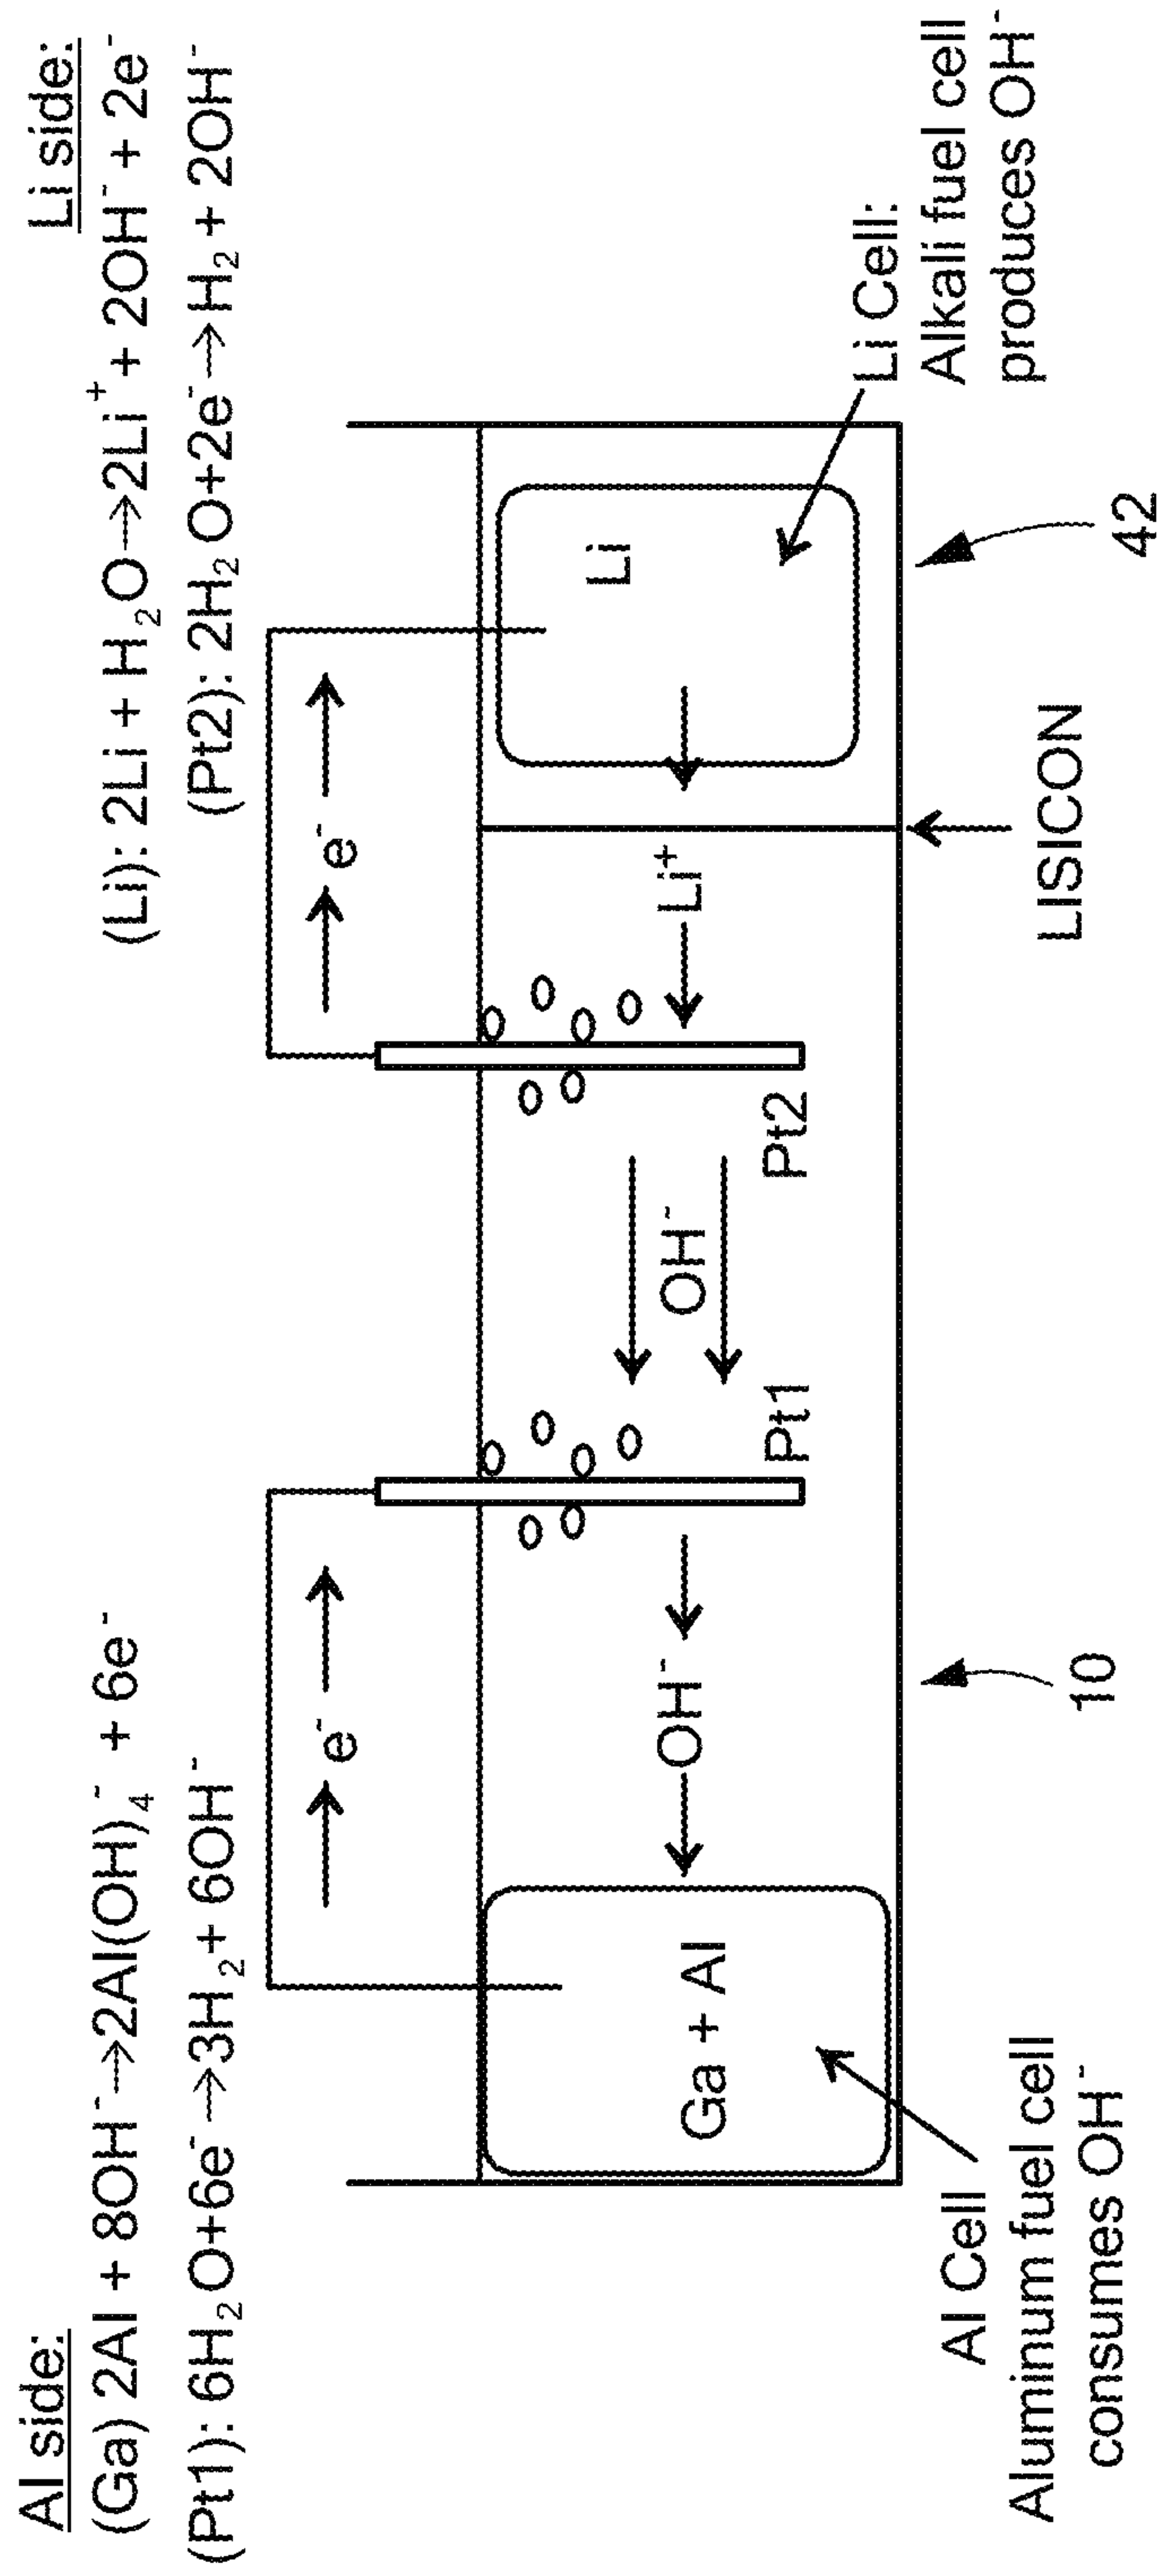 Al side:
(Ga) 2Al + 8OH⁻→2Al(OH)₄⁻ + 6e⁻
(Pt1): 6H₂O+6e⁻→3H₂+ 6OH⁻
Li side:
(Li): 2Li + H₂O→2Li⁺ + 2OH⁻ + 2e⁻
(Pt2): 2H₂O+2e⁻→H₂ + 2OH⁻
e⁻
e⁻
Ga + Al
OH⁻
Pt1
OH⁻
Pt2
Li⁺
Li
Al Cell
Aluminum fuel cell
consumes OH⁻
10
LISICON
42
Li Cell:
Alkali fuel cell
produces OH⁻